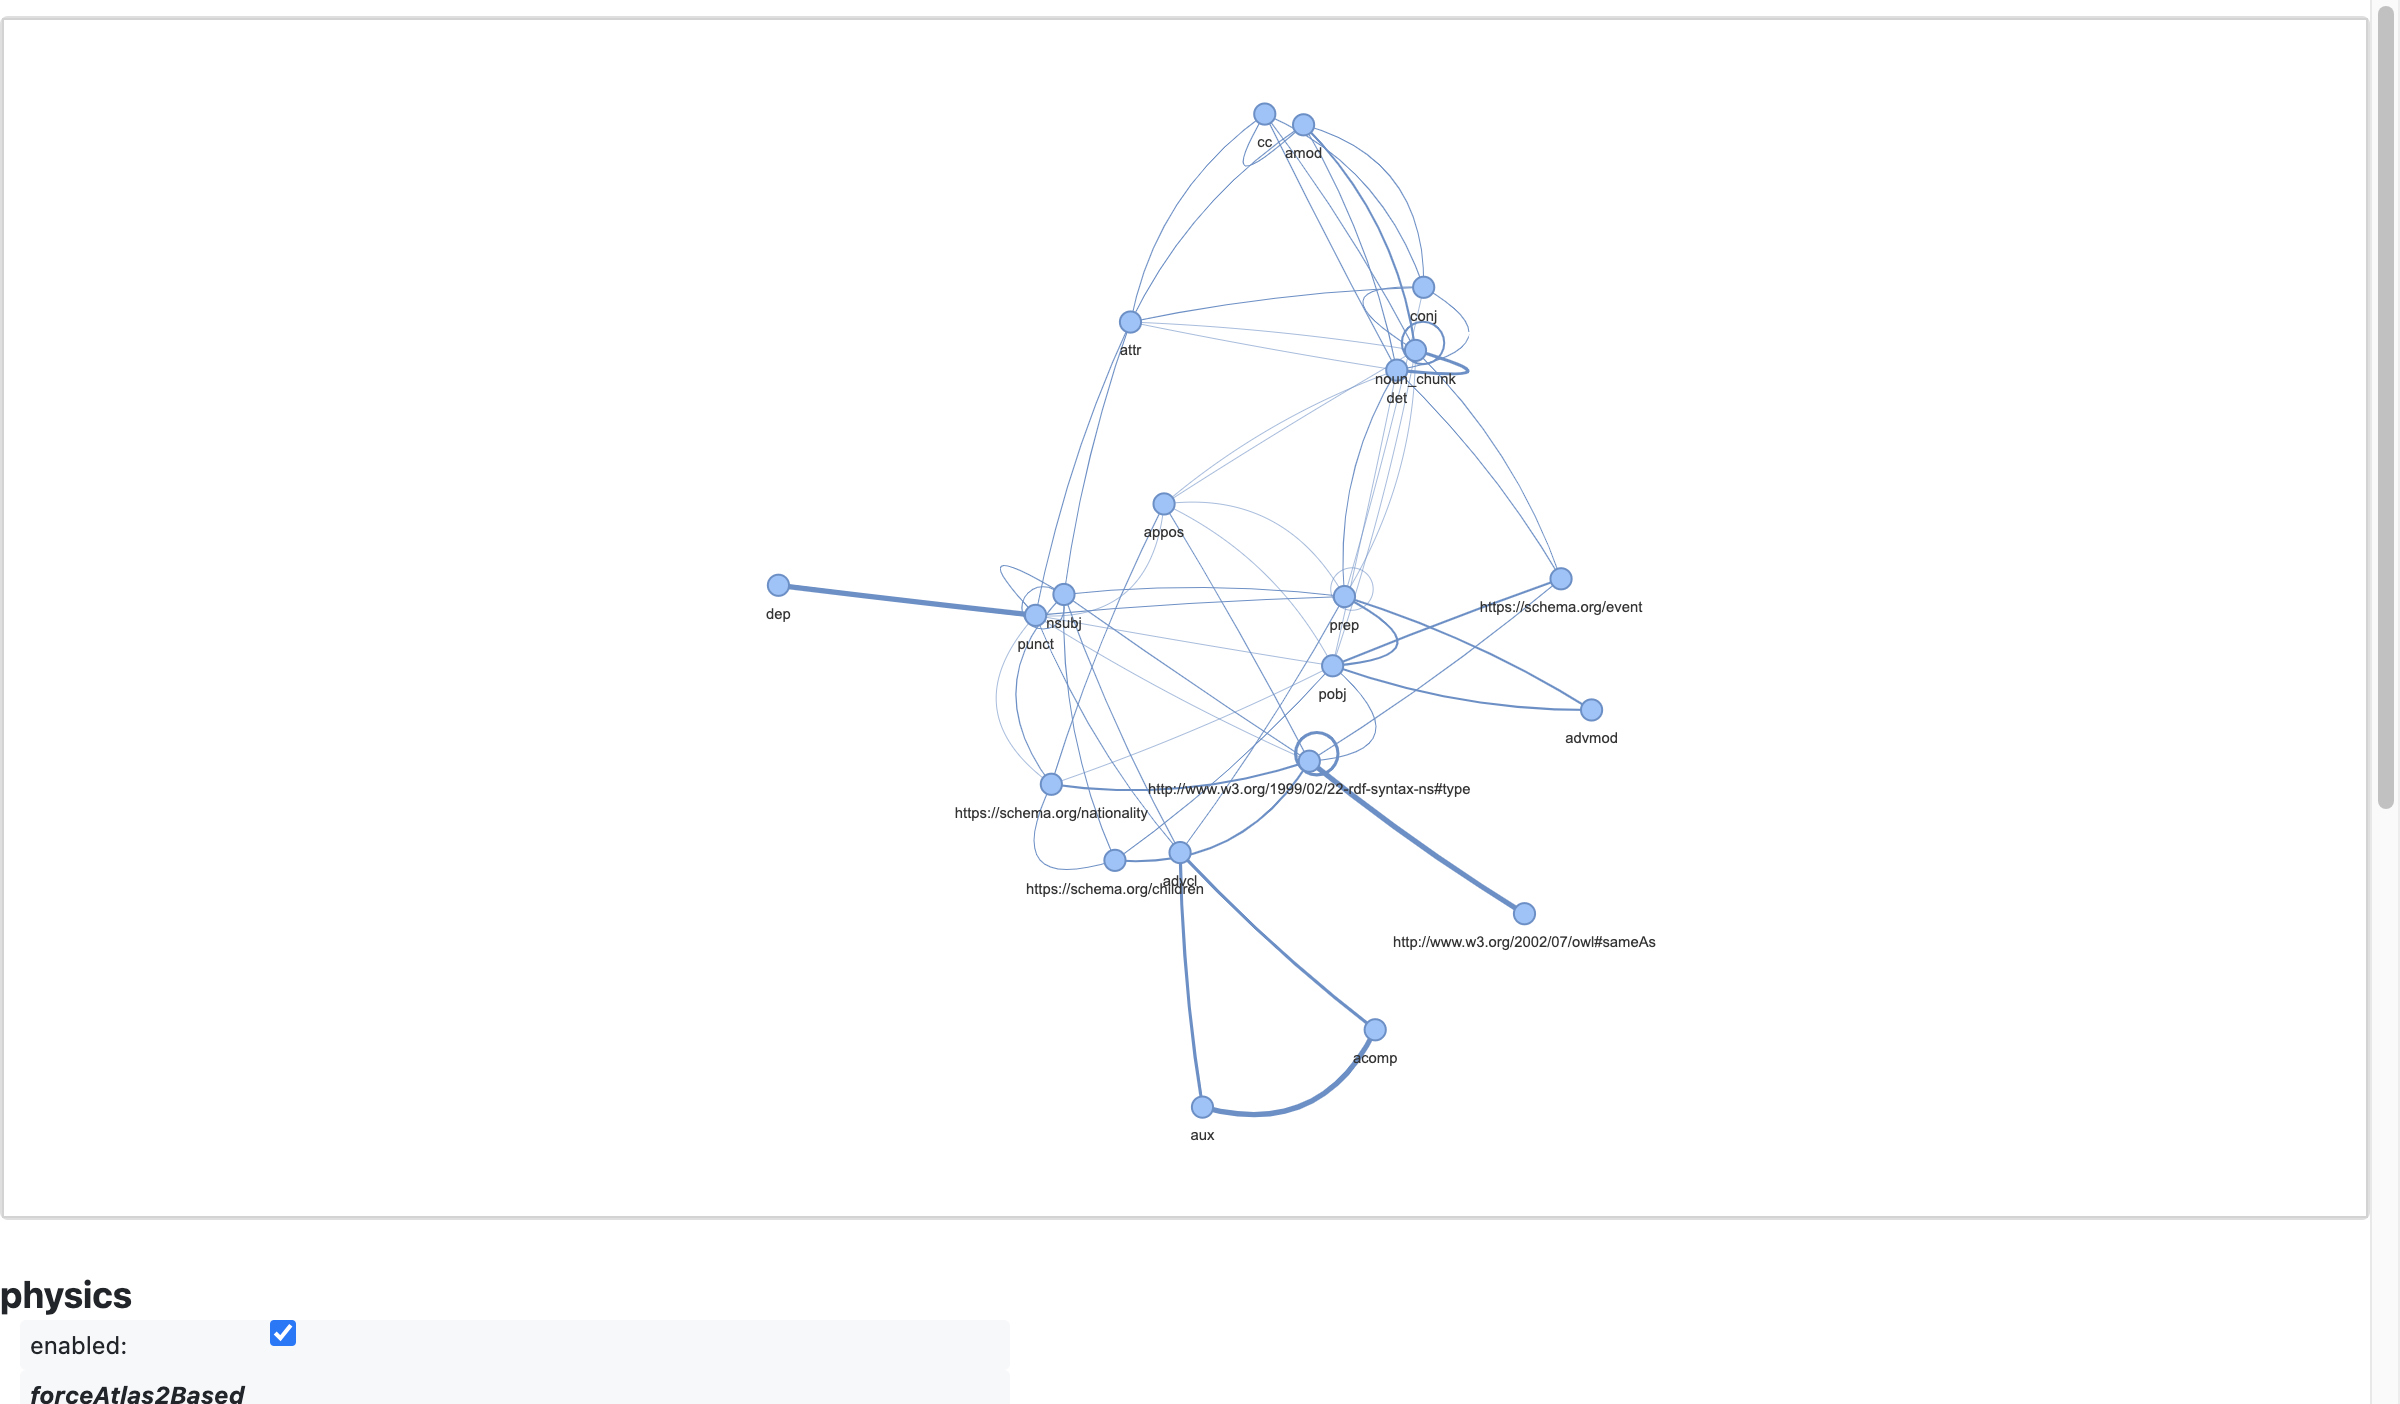 cc
amod
conj
attr
noun_chunk
det
appos
dep
nsubj
punct
prep
https://schema.org/event
pobj
advmod
http://www.w3.org/1999/02/22-rdf-syntax-ns#type
https://schema.org/nationality
advcl
https://schema.org/children
http://www.w3.org/2002/07/owl#sameAs
acomp
aux
physics
enabled:
forceAtlas2Based